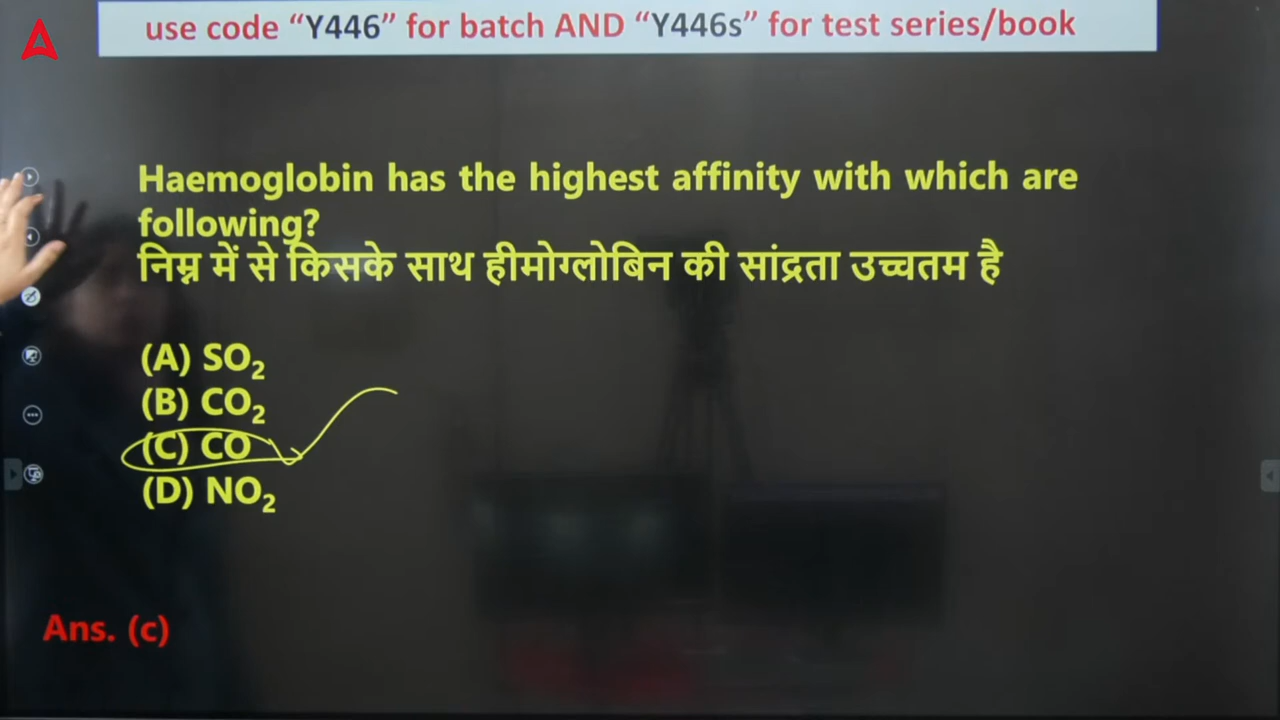 use code “Y446” for batch AND “Y446s” for test series/book
Haemoglobin has the highest affinity with which are
following?
निम्न में से किसके साथ हीमोग्लोबिन की सांद्रता उच्चतम है
(A) SO₂
(B) CO₂
(C) CO
(D) NO₂
Ans. (c)